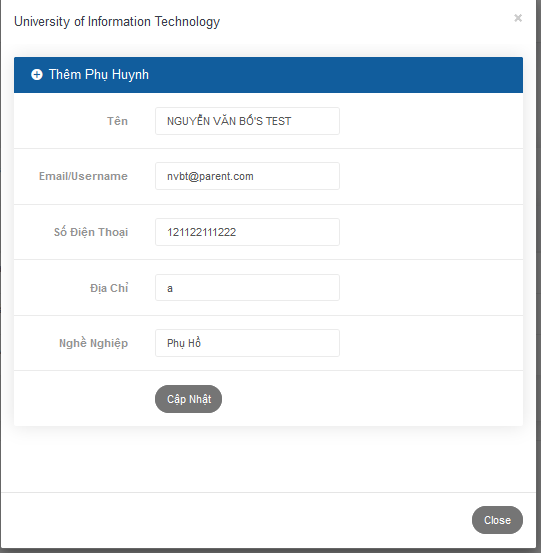 University of Information Technology
×
Thêm Phụ Huynh
Tên
NGUYỄN VĂN BỐ'S TEST
Email/Username
nvbt@parent.com
Số Điện Thoại
121122111222
Địa Chỉ
a
Nghề Nghiệp
Phụ Hồ
Cập Nhật
Close